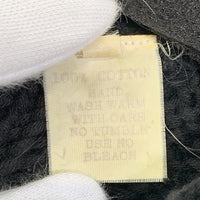 100% COTTON
HAND
WASH WARM
WITH CARE
NO TUMBLE
USE NO
BLEACH